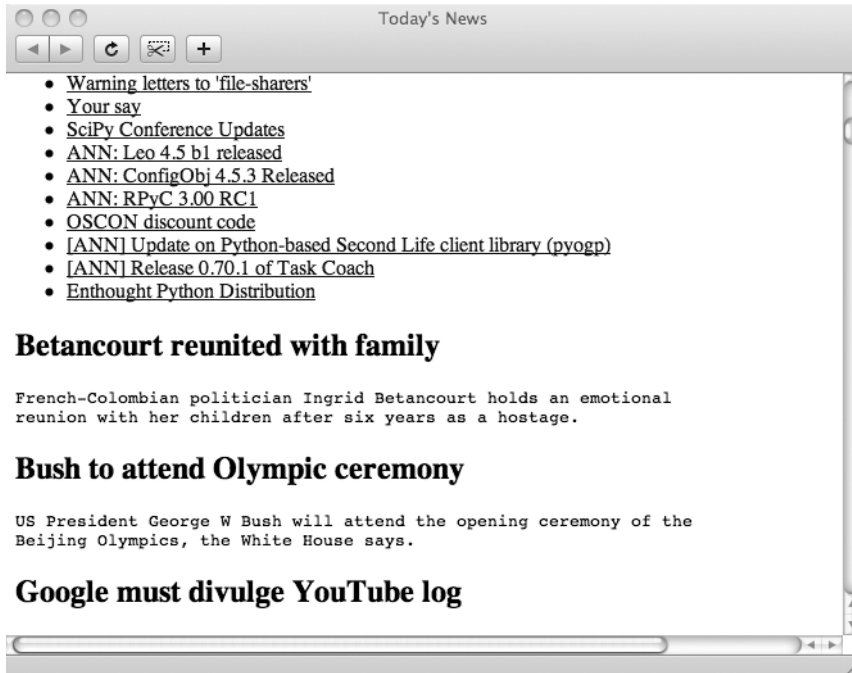 Today's News
Warning letters to 'file-sharers'
Your say
SciPy Conference Updates
ANN: Leo 4.5 b1 released
ANN: ConfigObj 4.5.3 Released
ANN: RPyC 3.00 RC1
OSCON discount code
[ANN] Update on Python-based Second Life client library (pyogp)
[ANN] Release 0.70.1 of Task Coach
Enthought Python Distribution
Betancourt reunited with family
French-Colombian politician Ingrid Betancourt holds an emotional
reunion with her children after six years as a hostage.
Bush to attend Olympic ceremony
US President George W Bush will attend the opening ceremony of the
Beijing Olympics, the White House says.
Google must divulge YouTube log